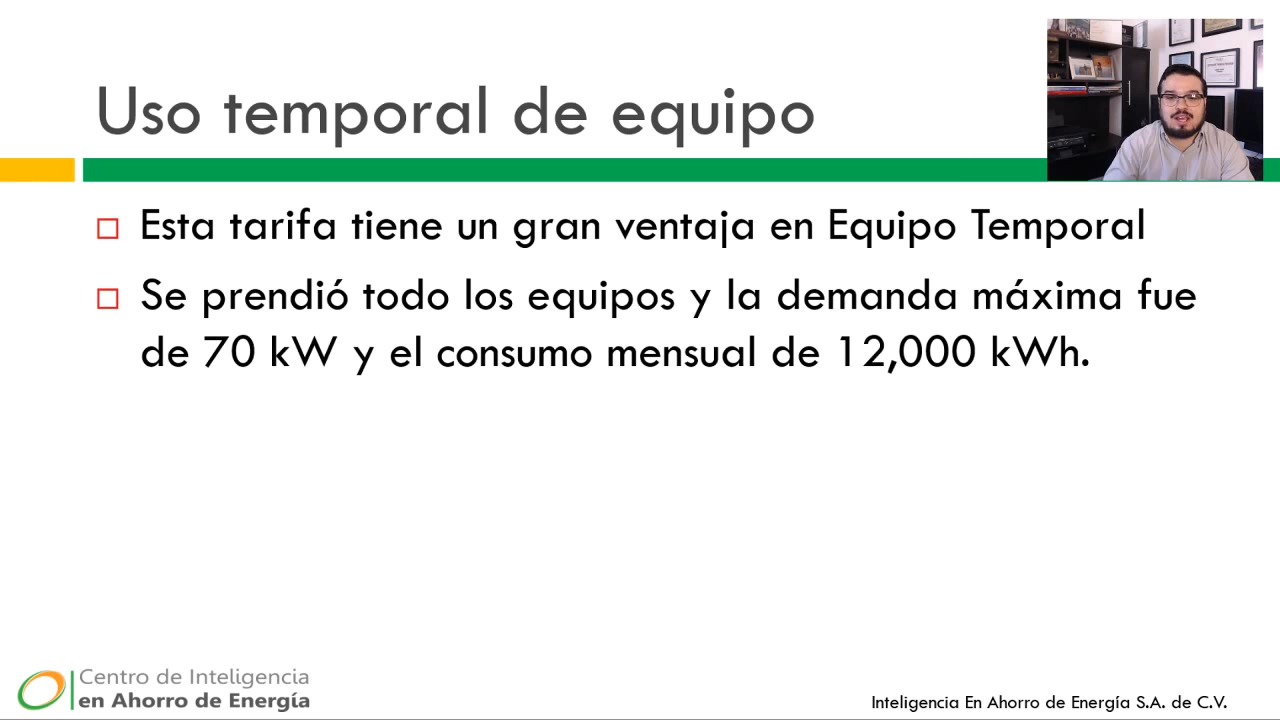 Uso temporal de equipo
Esta tarifa tiene un gran ventaja en Equipo Temporal
Se prendió todo los equipos y la demanda máxima fue
de 70 kW y el consumo mensual de 12,000 kWh.
Centro de Inteligencia
en Ahorro de Energía
Inteligencia En Ahorro de Energía S.A. de C.V.